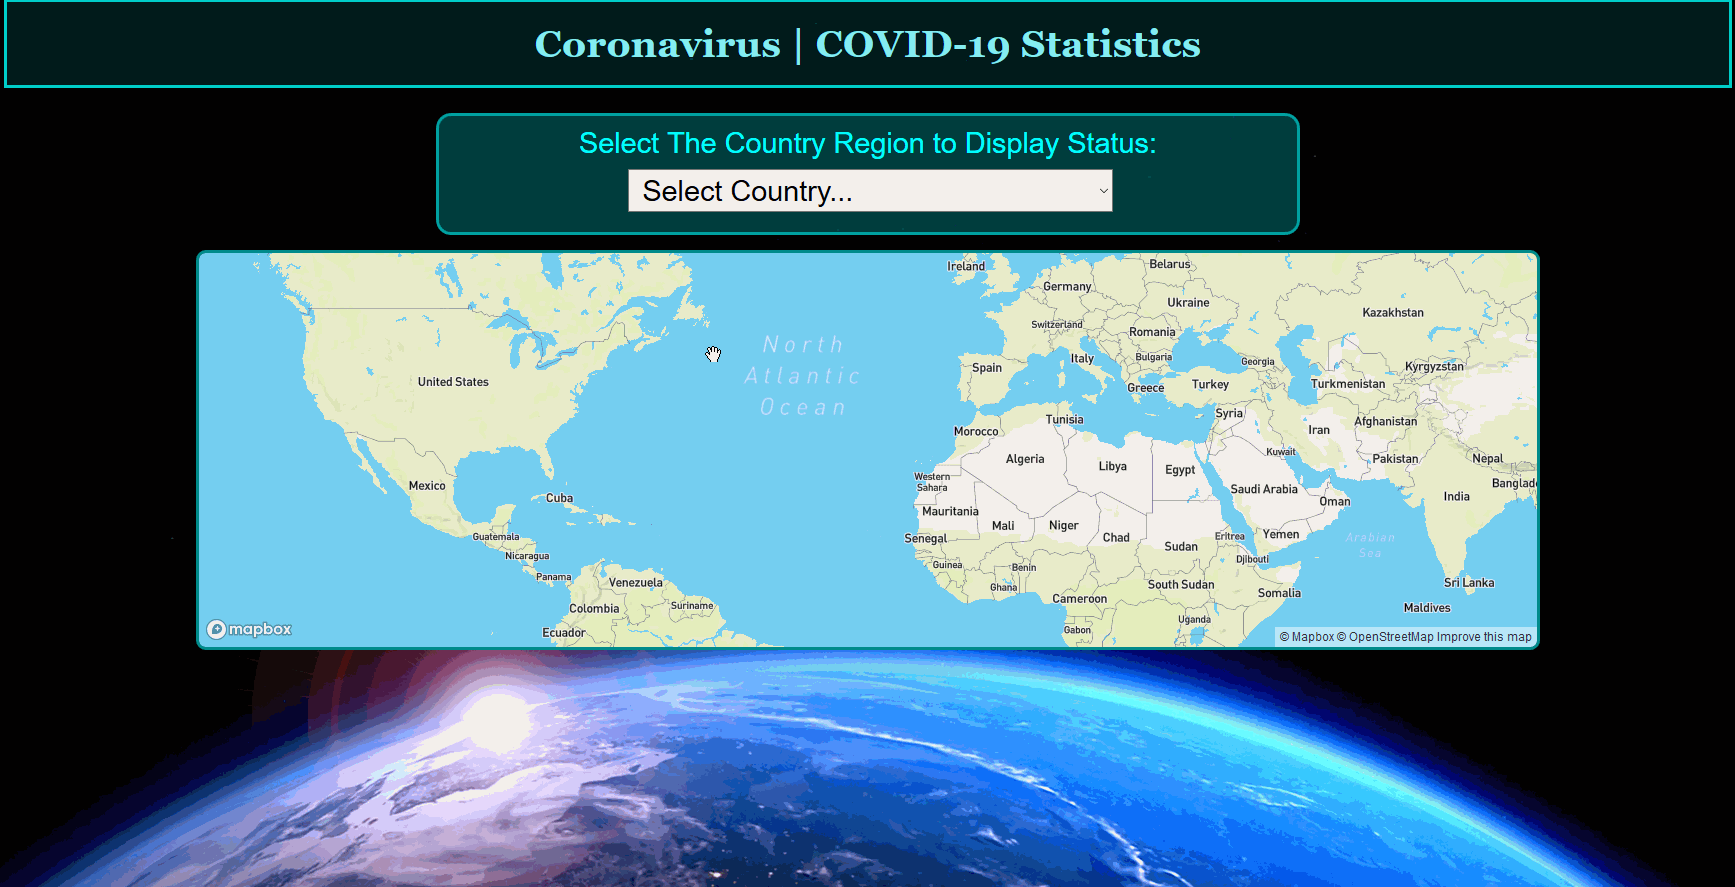 Coronavirus | COVID-19 Statistics
Select The Country Region to Display Status:
Select Country...
Ireland
Belarus
Germany
Ukraine
Kazakhstan
Switzerland
Romania
North
Atlantic
Ocean
Italy
Bulgaria
Georgia
Spain
Kyrgyzstan
United States
Greece
Turkey
Turkmenistan
Tunisia
Syria
Afghanistan
Morocco
Iran
Algeria
Libya
Egypt
Kuwait
Pakistan
Nepal
Western
Sahara
Mexico
Cuba
Saudi Arabia
Oman
India
Banglade
Mauritania
Mali
Niger
Chad
Guatemala
Senegal
Sudan
Eritrea
Yemen
Arabian
Sea
Nicaragua
Guinea
Benin
Djibouti
Panama
Venezuela
Ghana
South Sudan
Somalia
Sri Lanka
Colombia
Suriname
Cameroon
Maldives
Ecuador
Gabon
Uganda
mapbox
© Mapbox © OpenStreetMap Improve this map